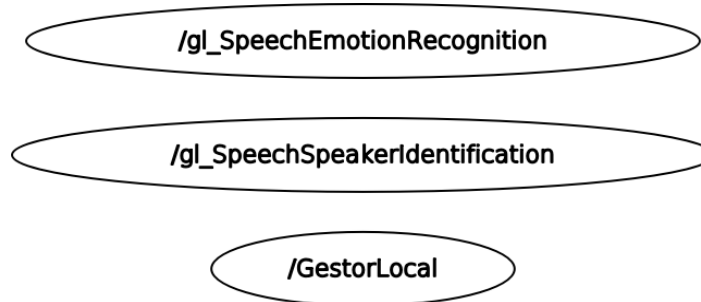 /gl_SpeechEmotionRecognition
/gl_SpeechSpeakerIdentification
/GestorLocal